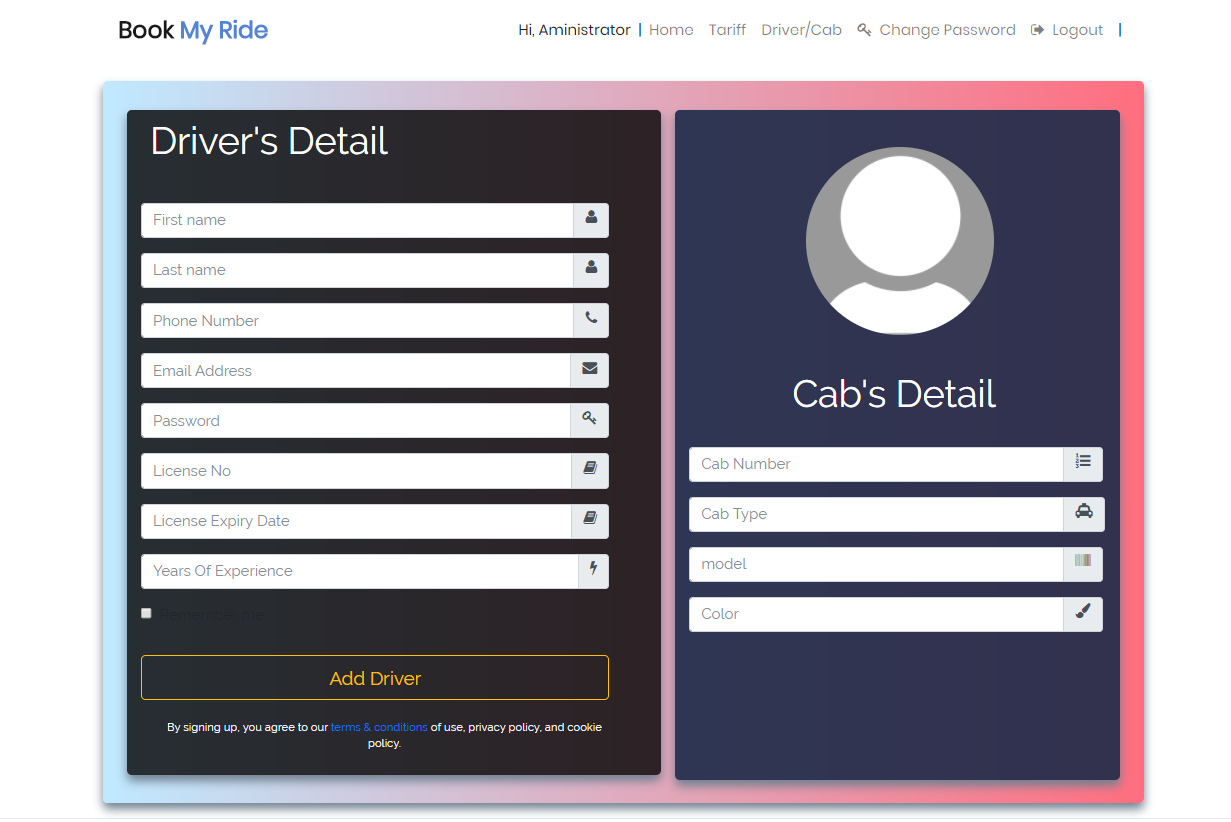 Book My Ride
Hi, Aministrator | Home Tariff Driver/Cab Change Password Logout |
Driver's Detail
First name
Last name
Phone Number
Email Address
Password
License No
License Expiry Date
Years Of Experience
Remember me
Add Driver
By signing up, you agree to our terms & conditions of use, privacy policy, and cookie
policy.
Cab's Detail
Cab Number
Cab Type
model
Color